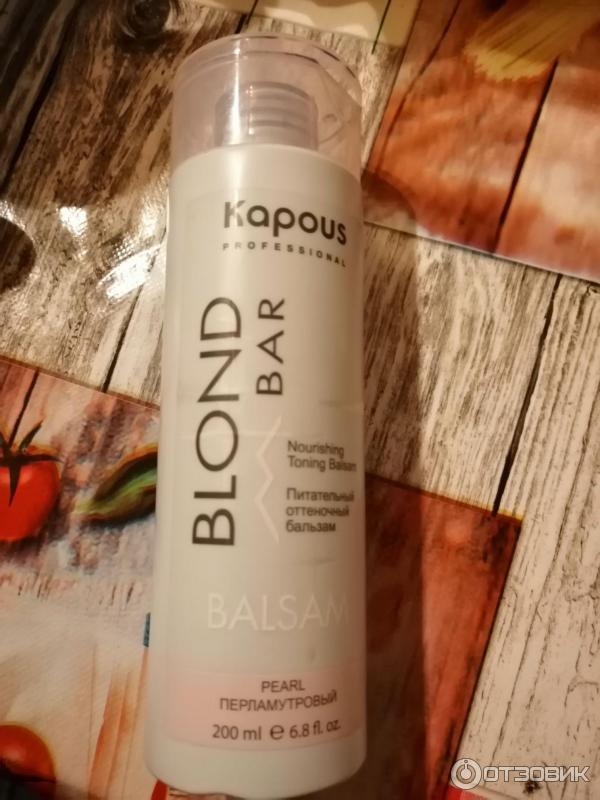 Kapous
PROFESSIONAL
BLOND
BAR
Nourishing
Toning Balsam
Питательный
оттеночный
бальзам
BALSAM
PEARL
ПЕРЛАМУТРОВЫЙ
200 ml ℮ 6.8 fl. oz.
ОТЗОВИК